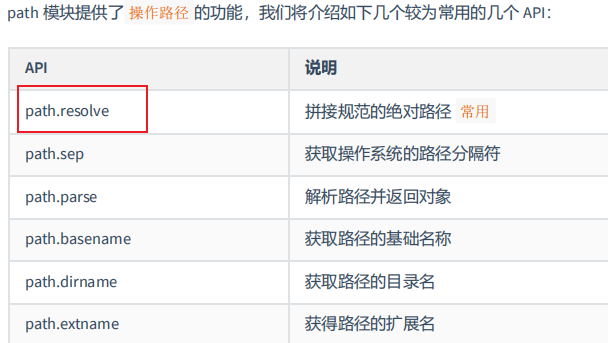 path 模块提供了 操作路径 的功能，我们将介绍如下几个较为常用的几个 API：
API 说明
path.resolve 拼接规范的绝对路径 常用
path.sep 获取操作系统的路径分隔符
path.parse 解析路径并返回对象
path.basename 获取路径的基础名称
path.dirname 获取路径的目录名
path.extname 获得路径的扩展名